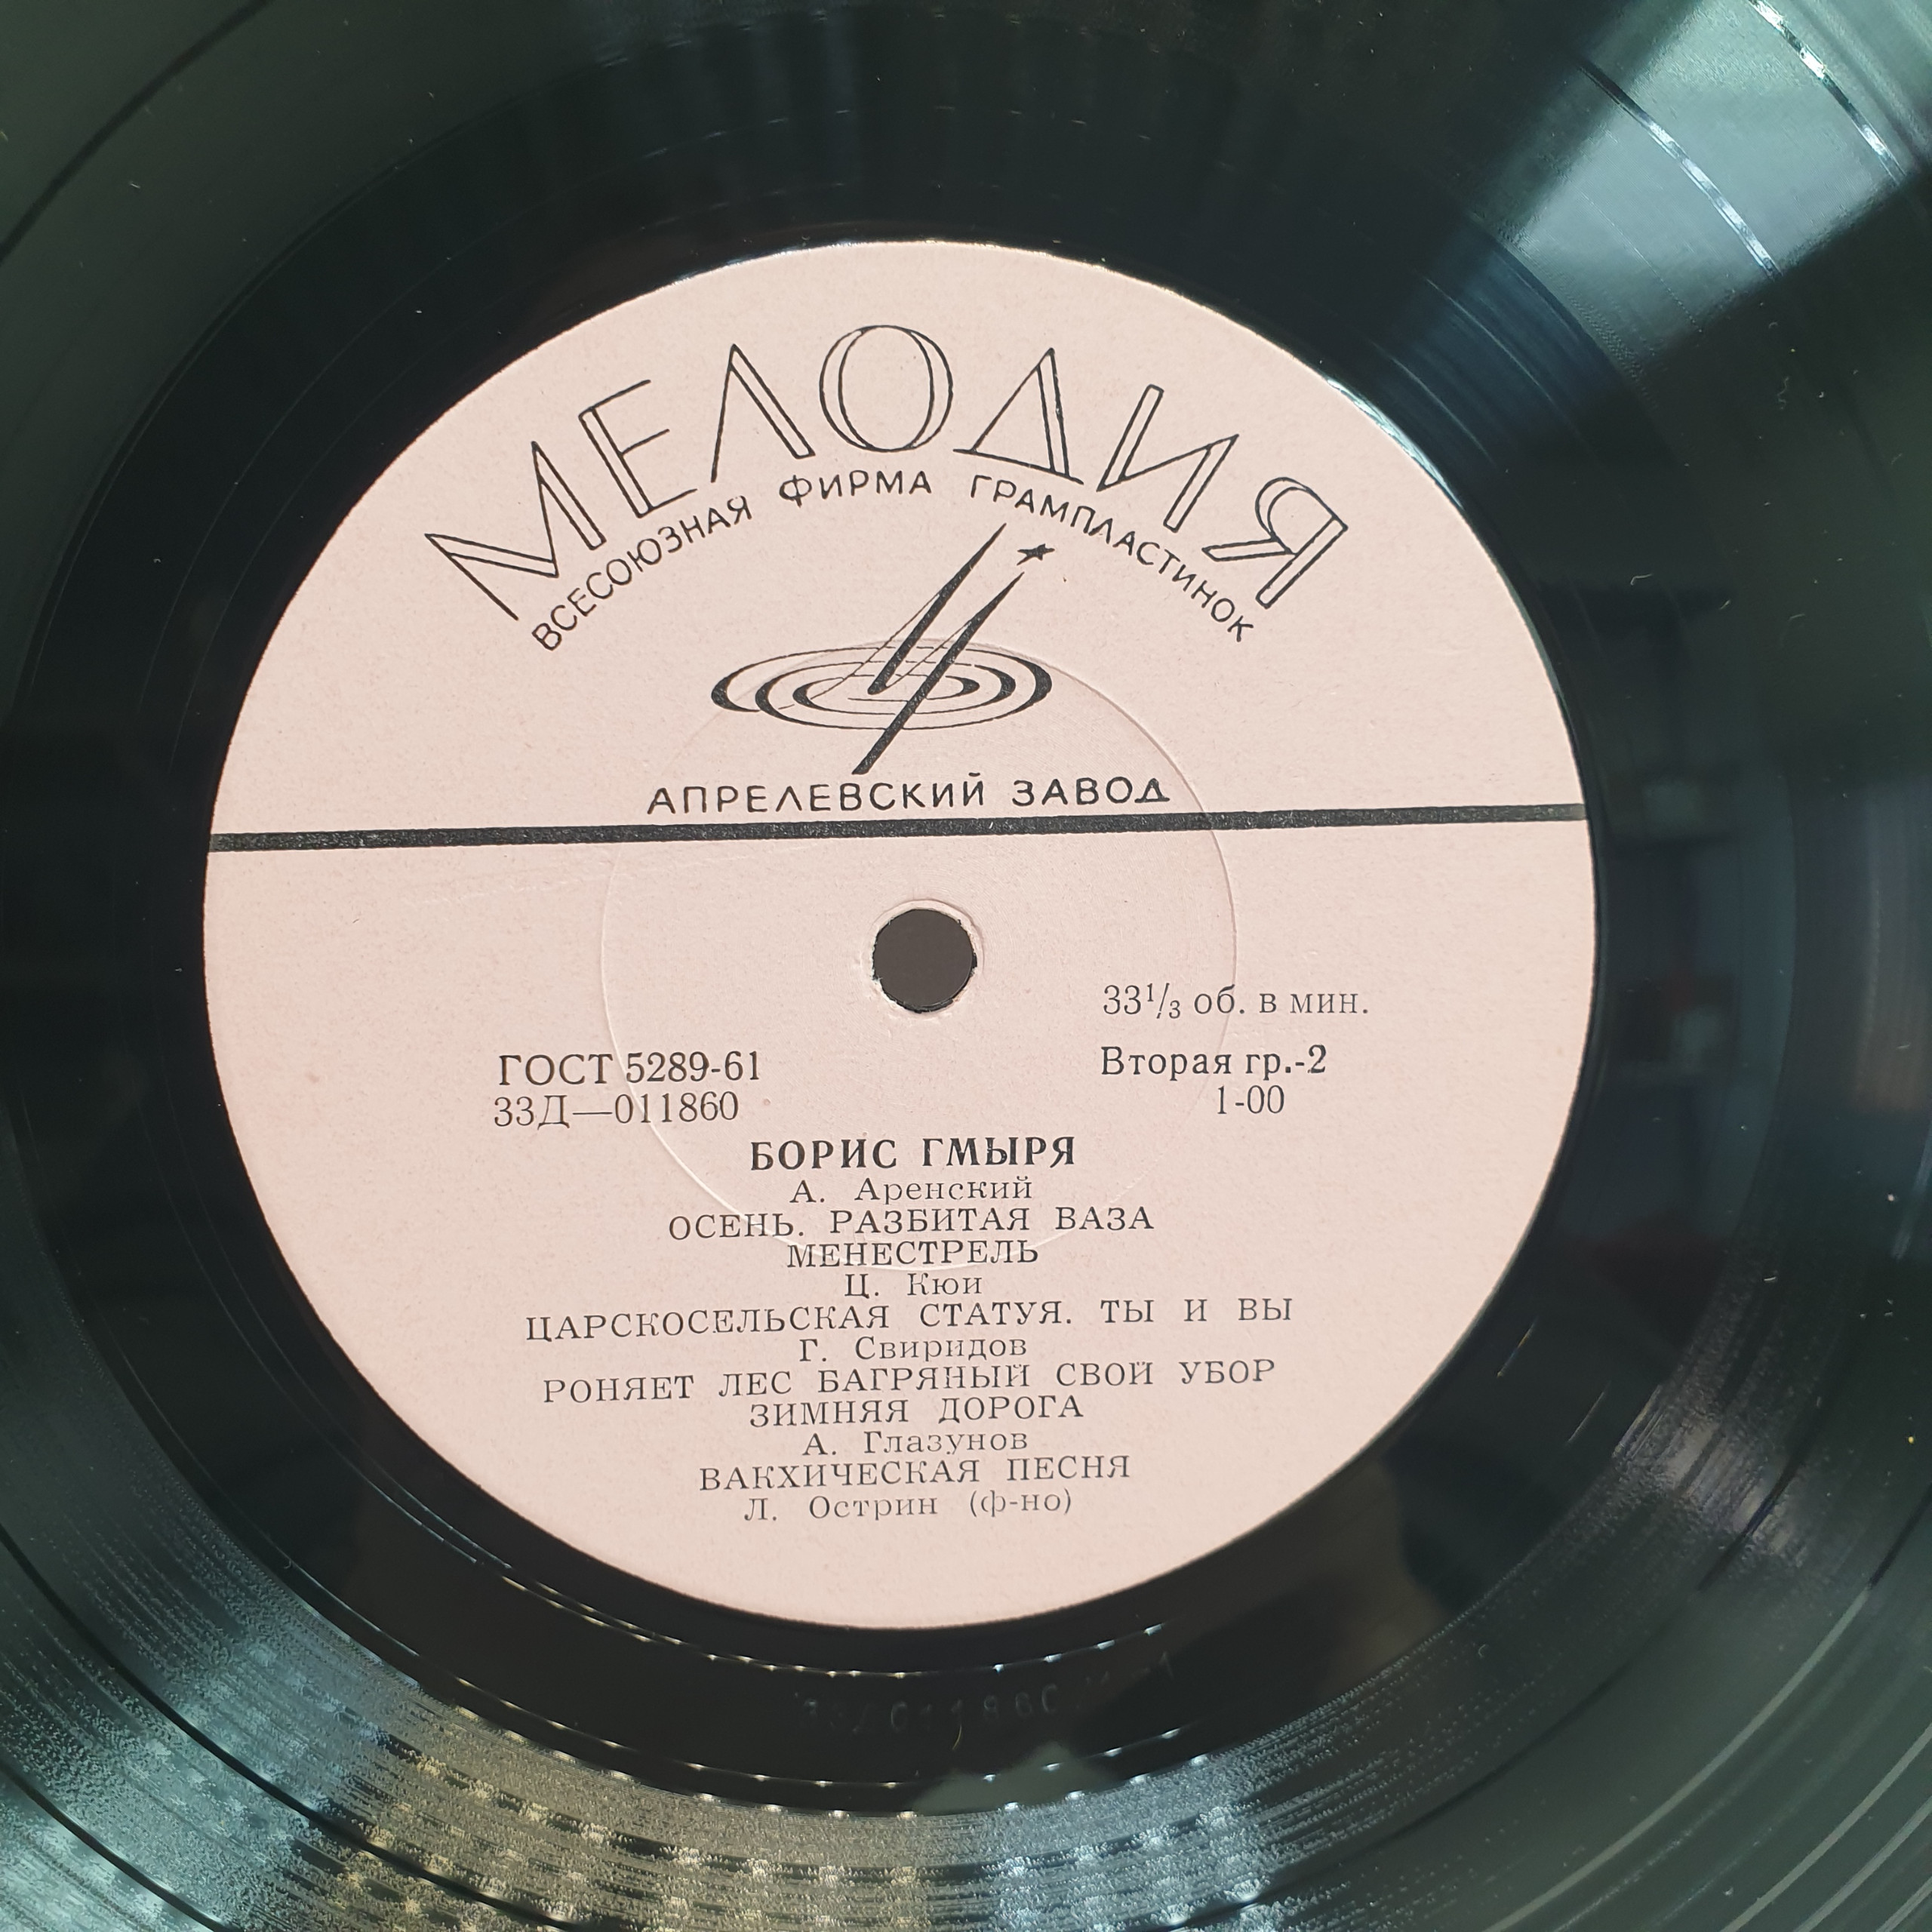 МЕЛОДИЯ
ВСЕСОЮЗНАЯ ФИРМА ГРАМПЛАСТИНОК
АПРЕЛЕВСКИЙ ЗАВОД
33¹/₃ об. в мин.
ГОСТ 5289-61
33Д—011860
Вторая гр.-2
1-00
БОРИС ГМЫРЯ
А. Аренский
ОСЕНЬ. РАЗБИТАЯ ВАЗА
МЕНЕСТРЕЛЬ
Ц. Кюи
ЦАРСКОСЕЛЬСКАЯ СТАТУЯ. ТЫ И ВЫ
Г. Свиридов
РОНЯЕТ ЛЕС БАГРЯНЫЙ СВОЙ УБОР
ЗИМНЯЯ ДОРОГА
А. Глазунов
ВАКХИЧЕСКАЯ ПЕСНЯ
Л. Острин (ф-но)